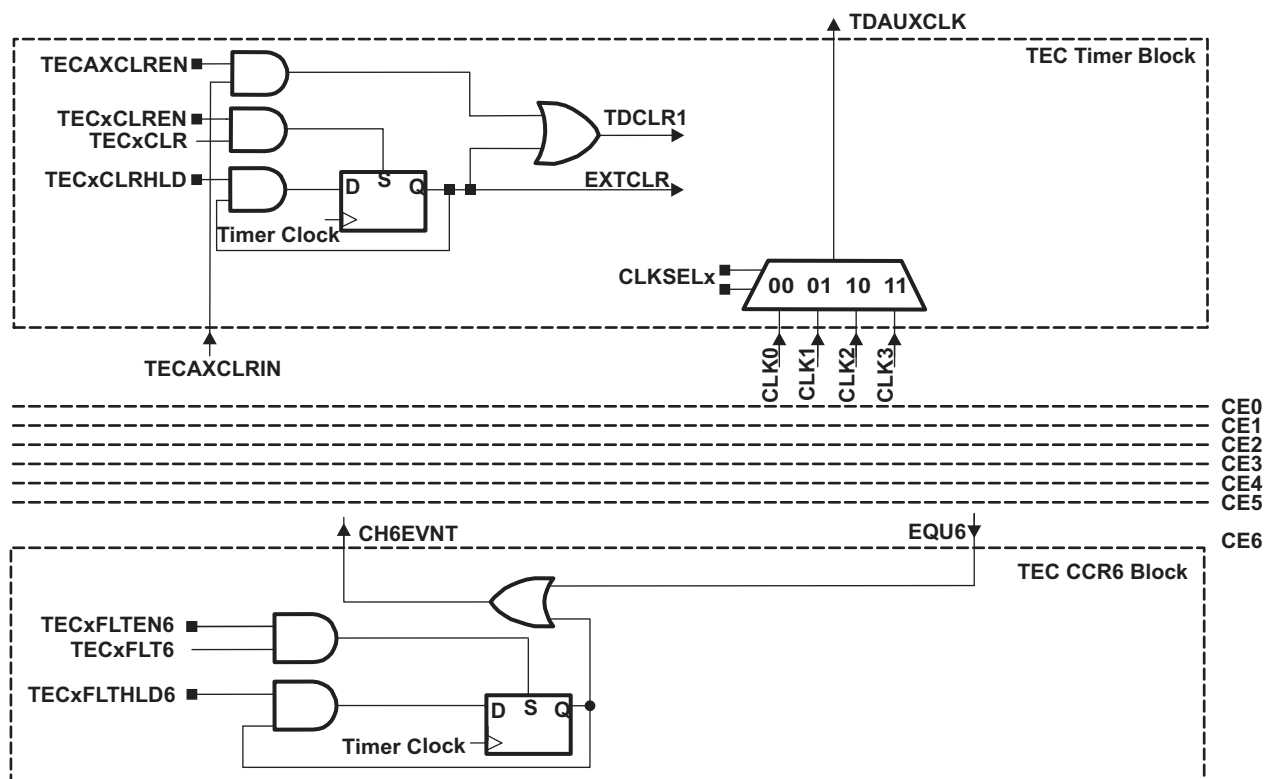 TDAUXCLK
TEC Timer Block
TECAXCLREN
TECxCLREN
TDCLR1
TECxCLR
TECxCLRHLD
D S Q
EXTCLR
Timer Clock
CLKSELx
00 01 10 11
TECAXCLRIN
CLK0
CLK1
CLK2
CLK3
CE0
CE1
CE2
CE3
CE4
CE5
CH6EVNT
EQU6
CE6
TEC CCR6 Block
TECxFLTEN6
TECxFLT6
TECxFLTHLD6
D S Q
Timer Clock